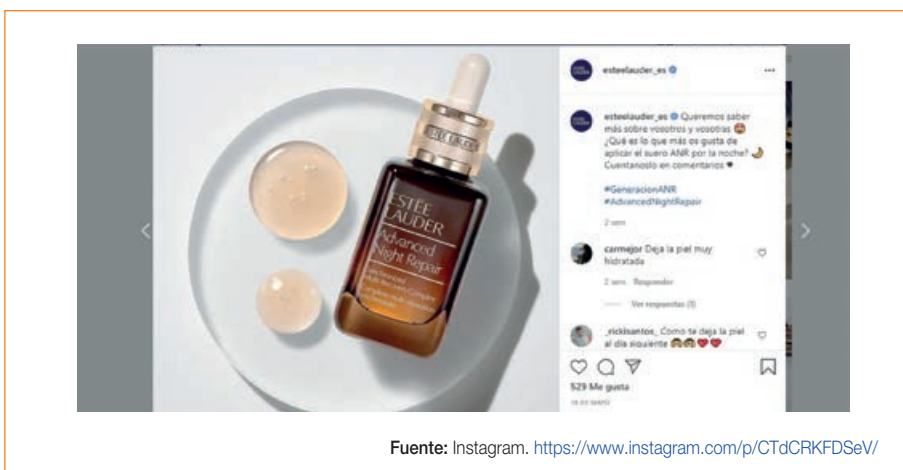 ESTEE LAUDER
ESTEE
LAUDER
Advanced
Night Repair
esteelauder_es
esteelauder_es Queremos saber
más sobre vosotros y vosotras 🤩
¿Qué es lo que más os gusta de
aplicar el suero ANR por la noche? 🌙
Cuentanoslo en comentarios
#GeneracionANR
#AdvancedNightRepair
2 sem
carmejor Deja la piel muy
hidratada
2 sem Responder
Ver respuestas (1)
_rickisantos_ Como te deja la piel
al día siguiente
529 Me gusta
Fuente: Instagram. https://www.instagram.com/p/CTdCRKFDSeV/